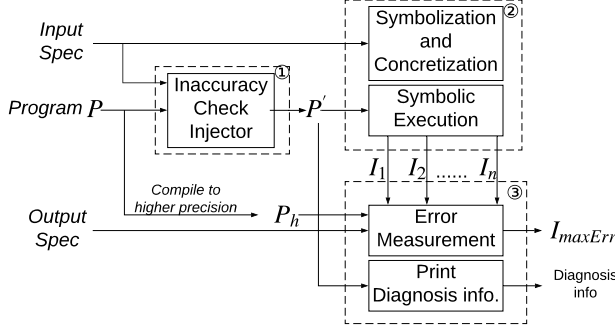 Input
Spec
②
Symbolization
and
Concretization
①
Inaccuracy
Check
Injector
Program P
P′
Symbolic
Execution
I1 I2 ...... In
③
Compile to
higher precision
Output
Spec
Ph
Error
Measurement
ImaxErr
Print
Diagnosis info.
Diagnosis
info